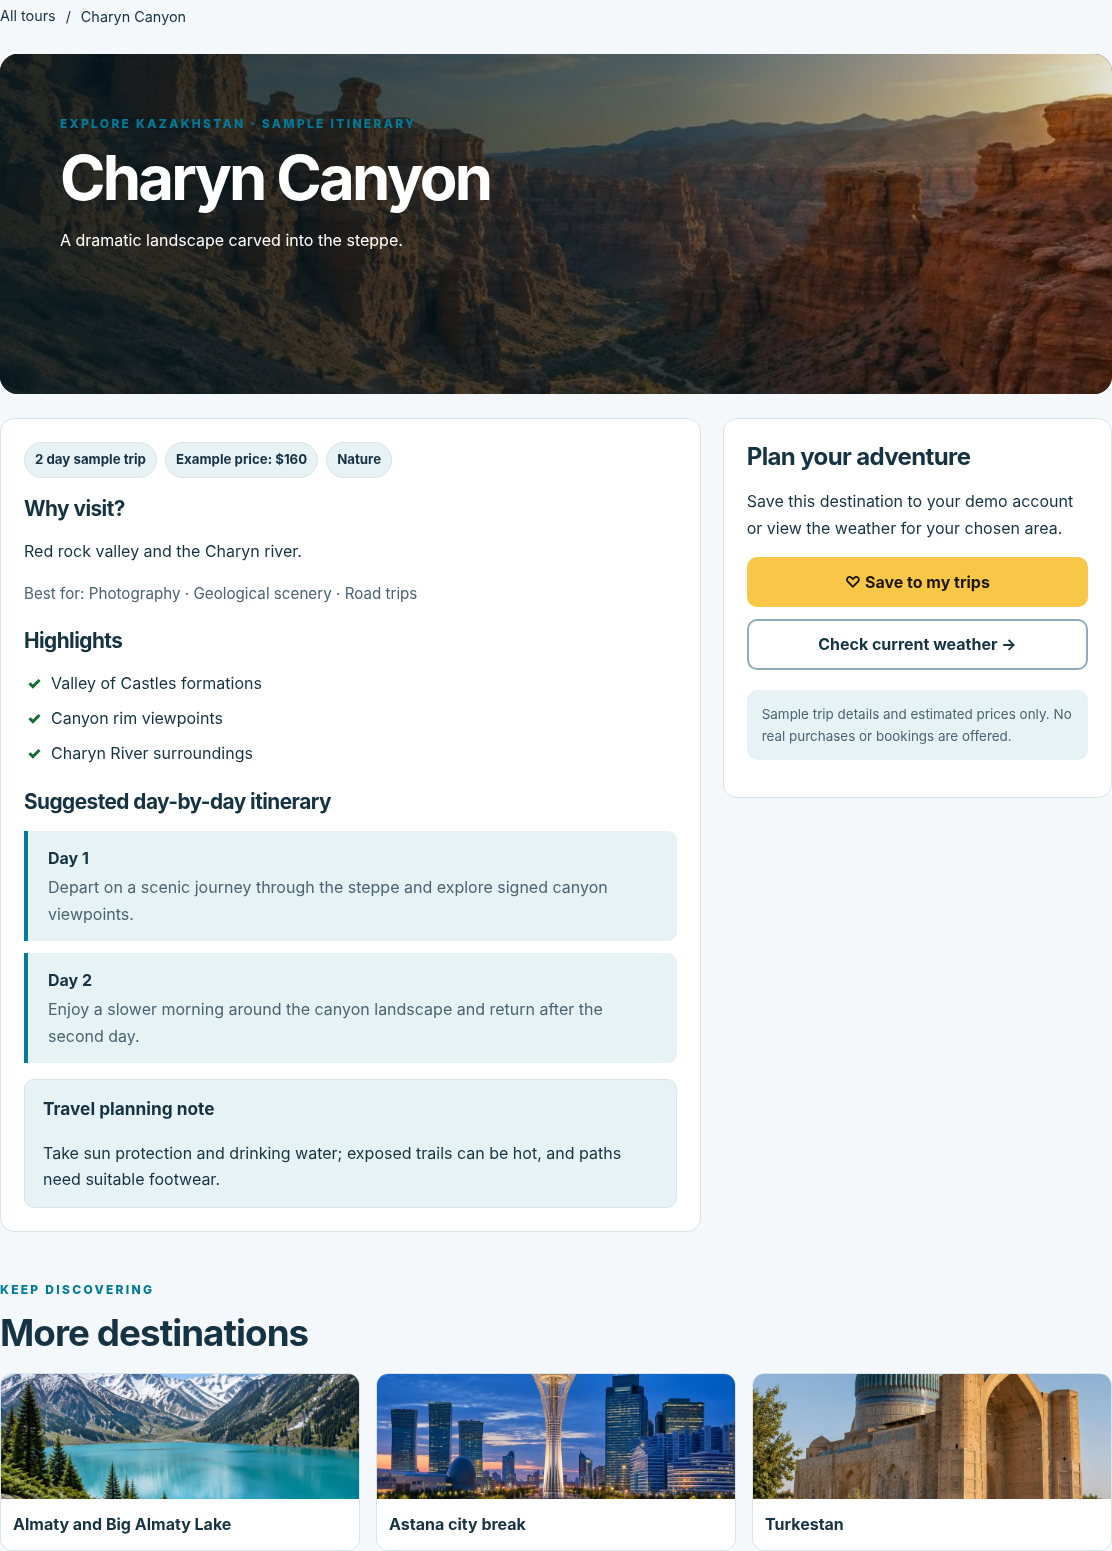 All tours / Charyn Canyon
EXPLORE KAZAKHSTAN · SAMPLE ITINERARY
Charyn Canyon
A dramatic landscape carved into the steppe.
2 day sample trip
Example price: $160
Nature
Why visit?
Red rock valley and the Charyn river.
Best for: Photography · Geological scenery · Road trips
Highlights
✔ Valley of Castles formations
✔ Canyon rim viewpoints
✔ Charyn River surroundings
Suggested day-by-day itinerary
Day 1
Depart on a scenic journey through the steppe and explore signed canyon
viewpoints.
Day 2
Enjoy a slower morning around the canyon landscape and return after the
second day.
Travel planning note
Take sun protection and drinking water; exposed trails can be hot, and paths
need suitable footwear.
Plan your adventure
Save this destination to your demo account
or view the weather for your chosen area.
♡ Save to my trips
Check current weather →
Sample trip details and estimated prices only. No
real purchases or bookings are offered.
KEEP DISCOVERING
More destinations
Almaty and Big Almaty Lake
Astana city break
Turkestan